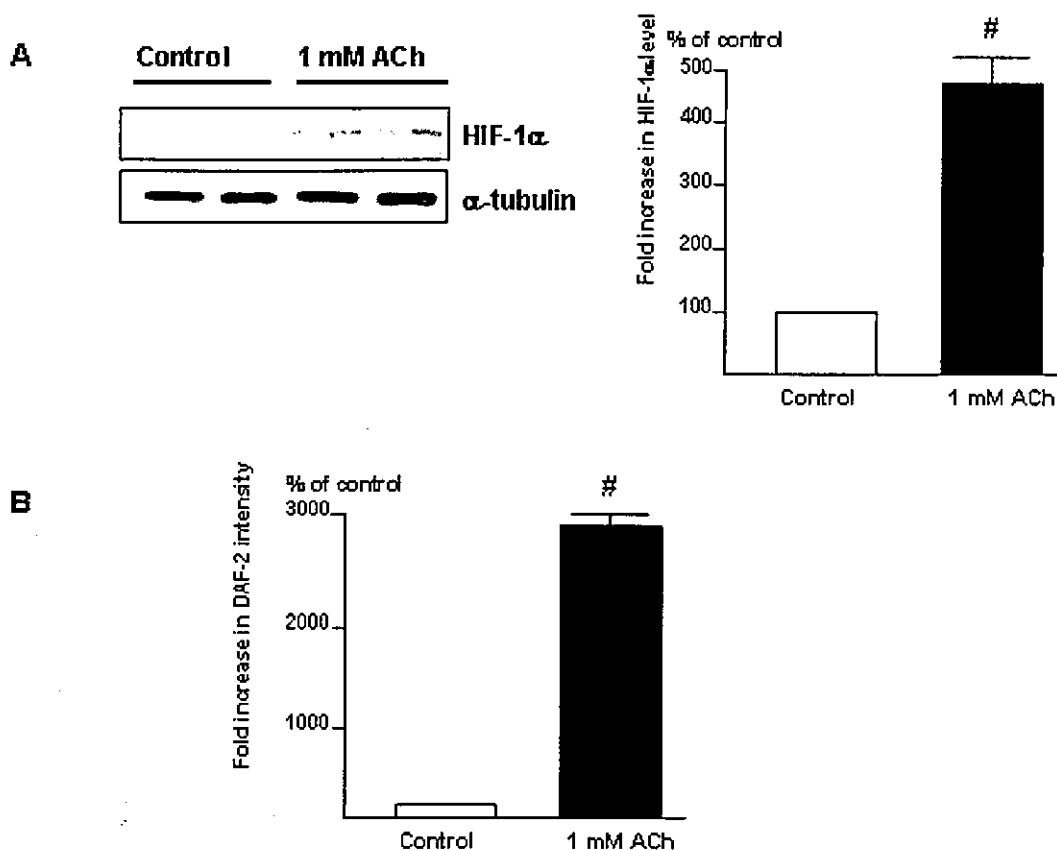 A
Control
1 mM ACh
HIF-1α
α-tubulin
% of control
#
Fold increase in HIF-1α level
500
400
300
200
100
Control
1 mM ACh
B
% of control
#
Fold increase in DAF-2 intensity
3000
2000
1000
Control
1 mM ACh